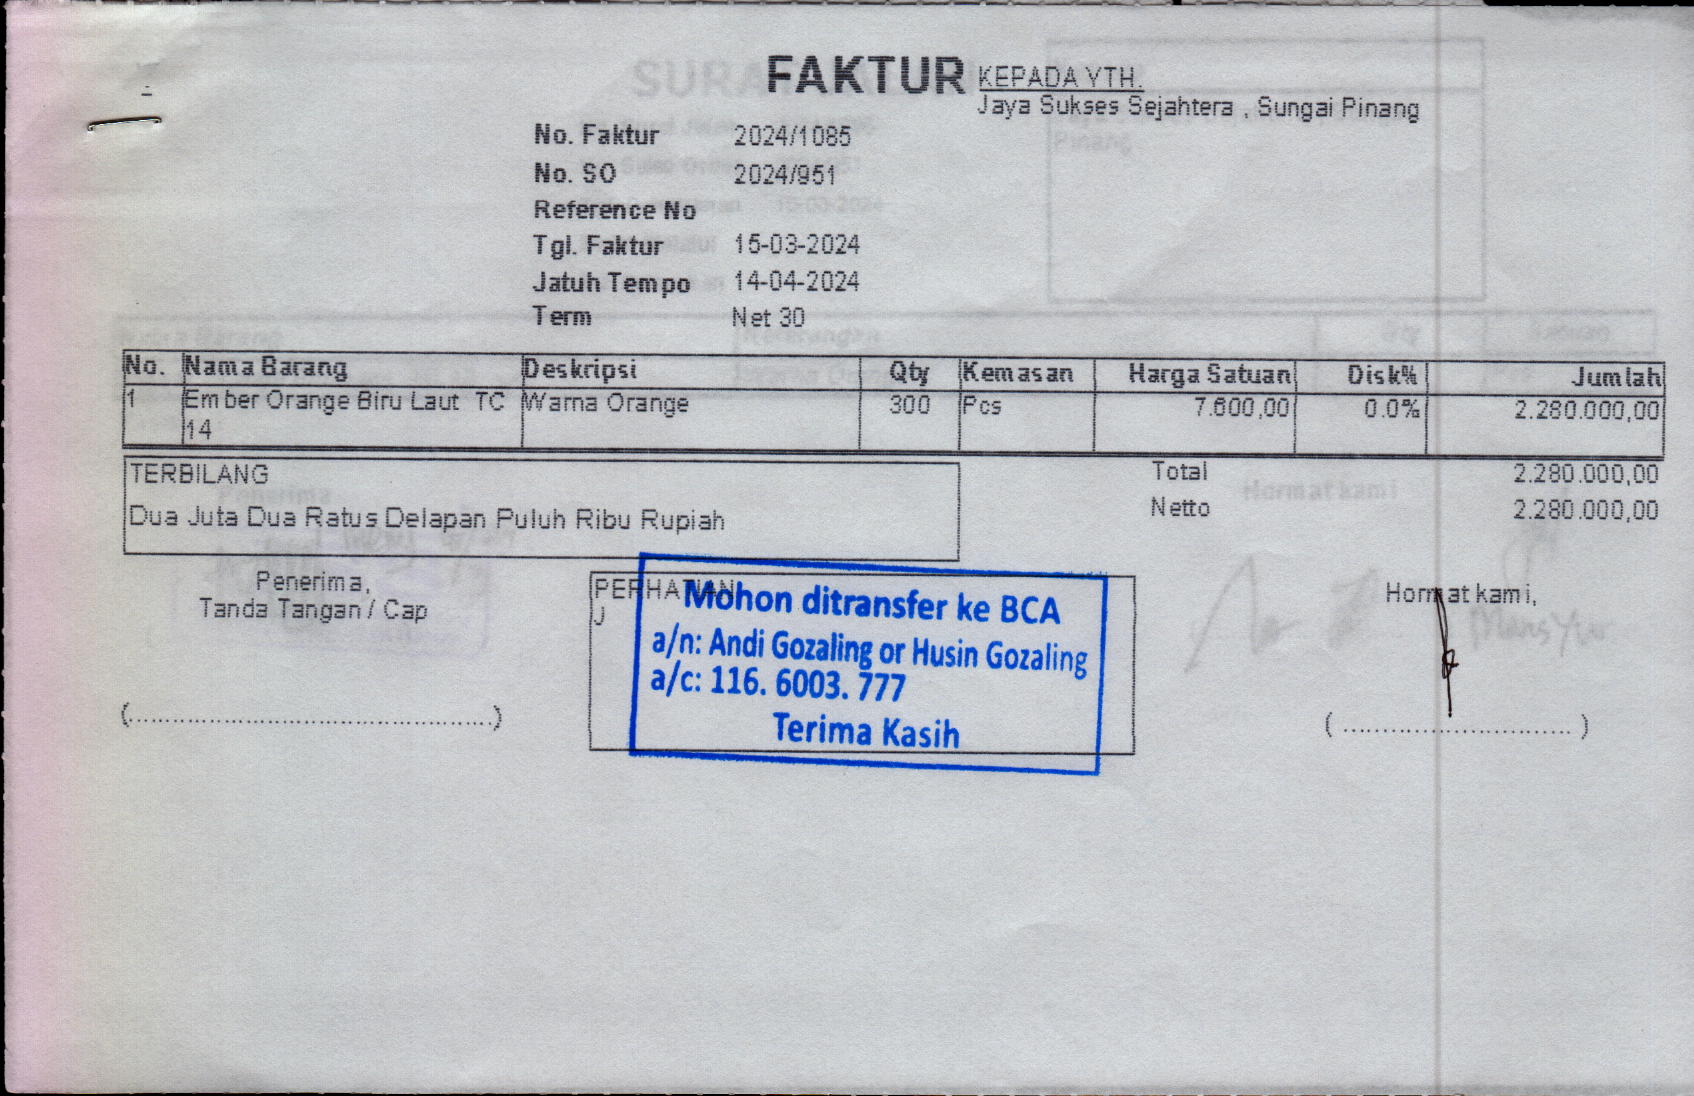 FAKTUR
KEPADA YTH.
Jaya Sukses Sejahtera , Sungai Pinang
No. Faktur 2024/1085
No. SO 2024/951
Reference No
Tgl. Faktur 15-03-2024
Jatuh Tempo 14-04-2024
Term Net 30
No. Nama Barang Deskripsi Qty Kemasan Harga Satuan Disk% Jumlah
1 Ember Orange Biru Laut TC Warna Orange 300 Pcs 7.600,00 0.0% 2.280.000,00
14
TERBILANG
Dua Juta Dua Ratus Delapan Puluh Ribu Rupiah
Total 2.280.000,00
Netto 2.280.000,00
Penerima,
Tanda Tangan / Cap
(................................................)
PERHATIAN
J
Mohon ditransfer ke BCA
a/n: Andi Gozaling or Husin Gozaling
a/c: 116. 6003. 777
Terima Kasih
Hormat kami,
( .............................. )